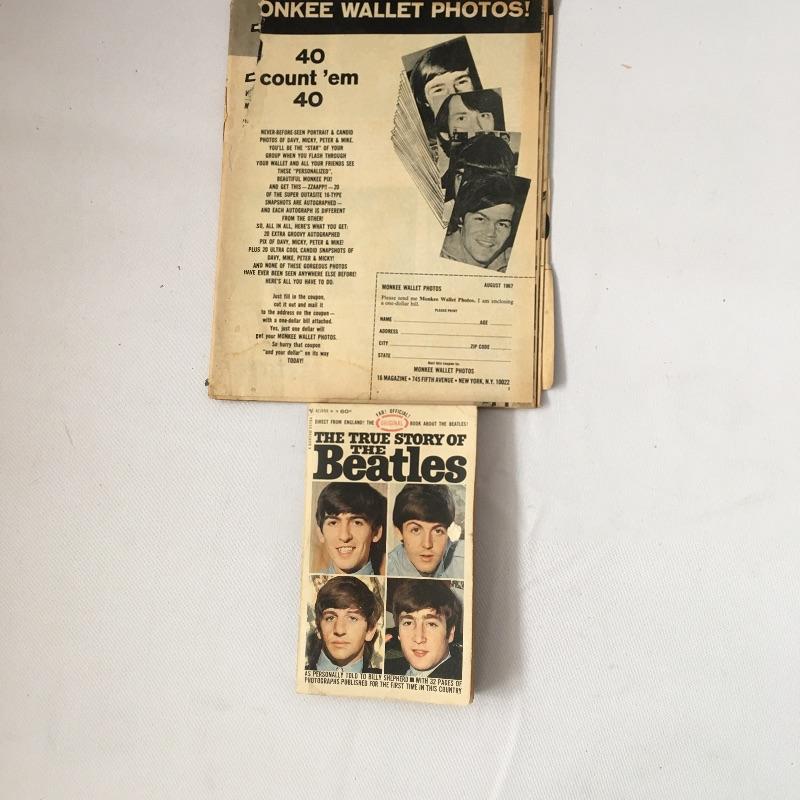 ONKEE WALLET PHOTOS!
40
count 'em
40
NEVER-BEFORE-SEEN PORTRAIT & CANDID
PHOTOS OF DAVY, MICKY, PETER & MIKE.
YOU'LL BE THE "STAR" OF YOUR
GROUP WHEN YOU FLASH THROUGH
YOUR WALLET AND ALL YOUR FRIENDS SEE
THESE "PERSONALIZED",
BEAUTIFUL MONKEE PIX!
AND GET THIS—ZZAAPP!!—20
OF THE SUPER OUTASITE 16-TYPE
SNAPSHOTS ARE AUTOGRAPHED—
AND EACH AUTOGRAPH IS DIFFERENT
FROM THE OTHER!
SO, ALL IN ALL, HERE'S WHAT YOU GET:
20 EXTRA GROOVY AUTOGRAPHED
PIX OF DAVY, MICKY, PETER & MIKE!
PLUS 20 ULTRA COOL CANDID SNAPSHOTS OF
DAVY, MIKE, PETER & MICKY!
AND NONE OF THESE GORGEOUS PHOTOS
HAVE EVER BEEN SEEN ANYWHERE ELSE BEFORE!
HERE'S ALL YOU HAVE TO DO:
Just fill in the coupon,
cut it out and mail it
to the address on the coupon—
with a one-dollar bill attached.
Yes, just one dollar will
get your MONKEE WALLET PHOTOS.
So hurry that coupon
"and your dollar" on its way
TODAY!
MONKEE WALLET PHOTOS AUGUST 1967
Please send me Monkee Wallet Photos. I am enclosing
a one-dollar bill.
PLEASE PRINT
NAME AGE
ADDRESS
CITY ZIP CODE
STATE
Mail this coupon to:
MONKEE WALLET PHOTOS
16 MAGAZINE • 745 FIFTH AVENUE • NEW YORK, N.Y. 10022
60¢
FAB! OFFICIAL!
DIRECT FROM ENGLAND! THE ORIGINAL BOOK ABOUT THE BEATLES!
THE TRUE STORY OF
THE
Beatles
AS PERSONALLY TOLD TO BILLY SHEPHERD ■ WITH 32 PAGES OF
PHOTOGRAPHS PUBLISHED FOR THE FIRST TIME IN THIS COUNTRY